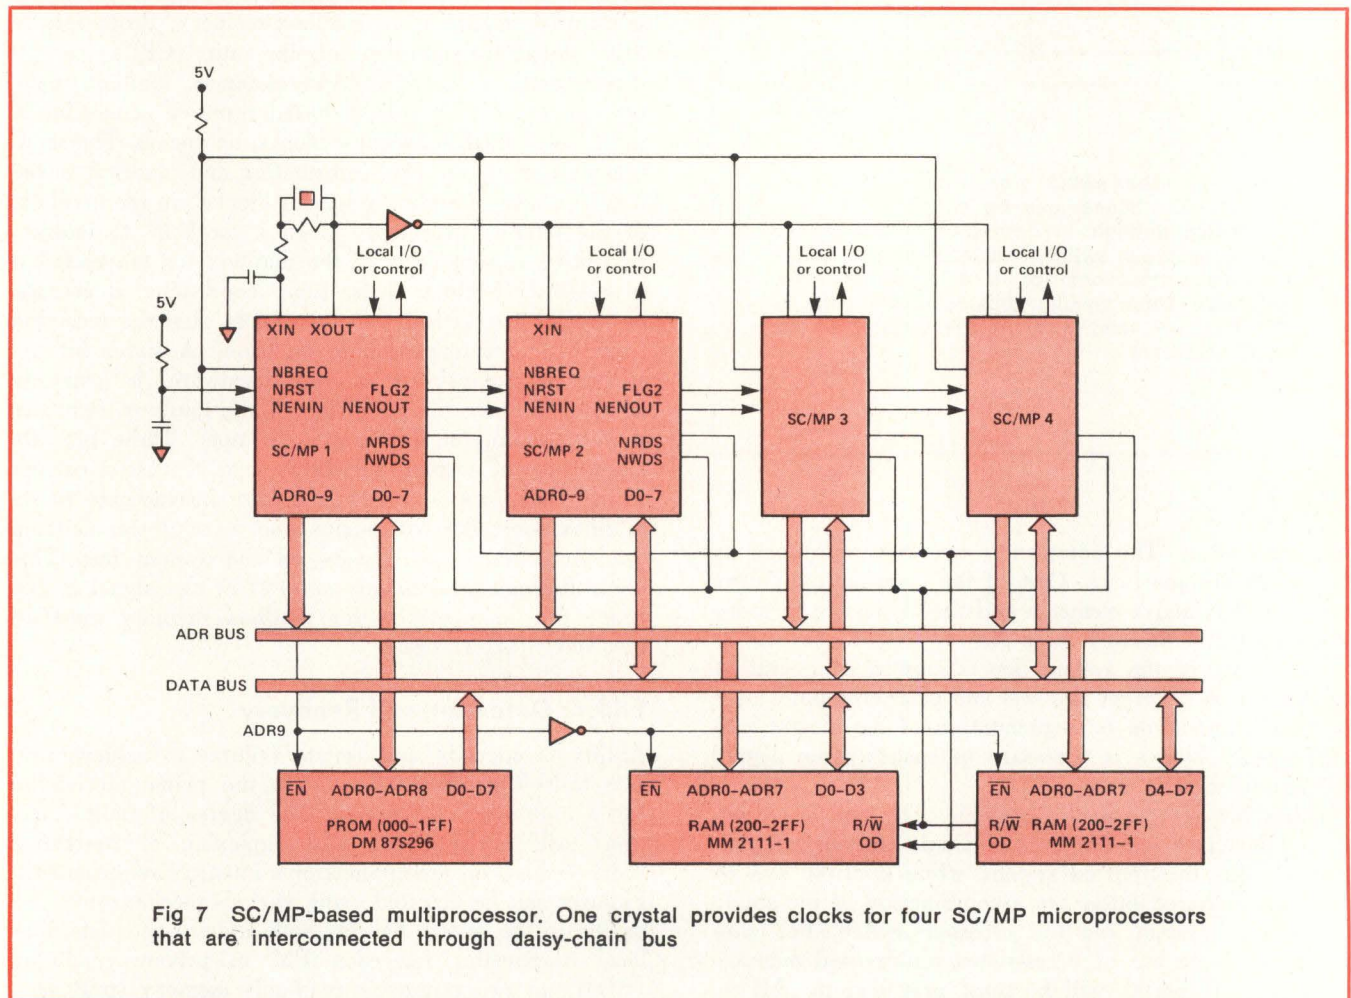 5V
Local I/O
or control
Local I/O
or control
Local I/O
or control
Local I/O
or control
5V
XIN XOUT
NBREQ
NRST FLG2
NENIN NENOUT
NRDS
SC/MP 1
NWDS
ADR0–9 D0–7
XIN
NBREQ
NRST FLG2
NENIN NENOUT
NRDS
SC/MP 2
NWDS
ADR0–9 D0–7
SC/MP 3
SC/MP 4
ADR BUS
DATA BUS
ADR9
E̅N̅ ADR0–ADR8 D0–D7
PROM (000–1FF)
DM 87S296
E̅N̅ ADR0–ADR7 D0–D3
RAM (200–2FF) R/W̅
MM 2111–1 OD
E̅N̅ ADR0–ADR7 D4–D7
R/W̅ RAM (200–2FF)
OD MM 2111–1
Fig 7 SC/MP-based multiprocessor. One crystal provides clocks for four SC/MP microprocessors
that are interconnected through daisy-chain bus